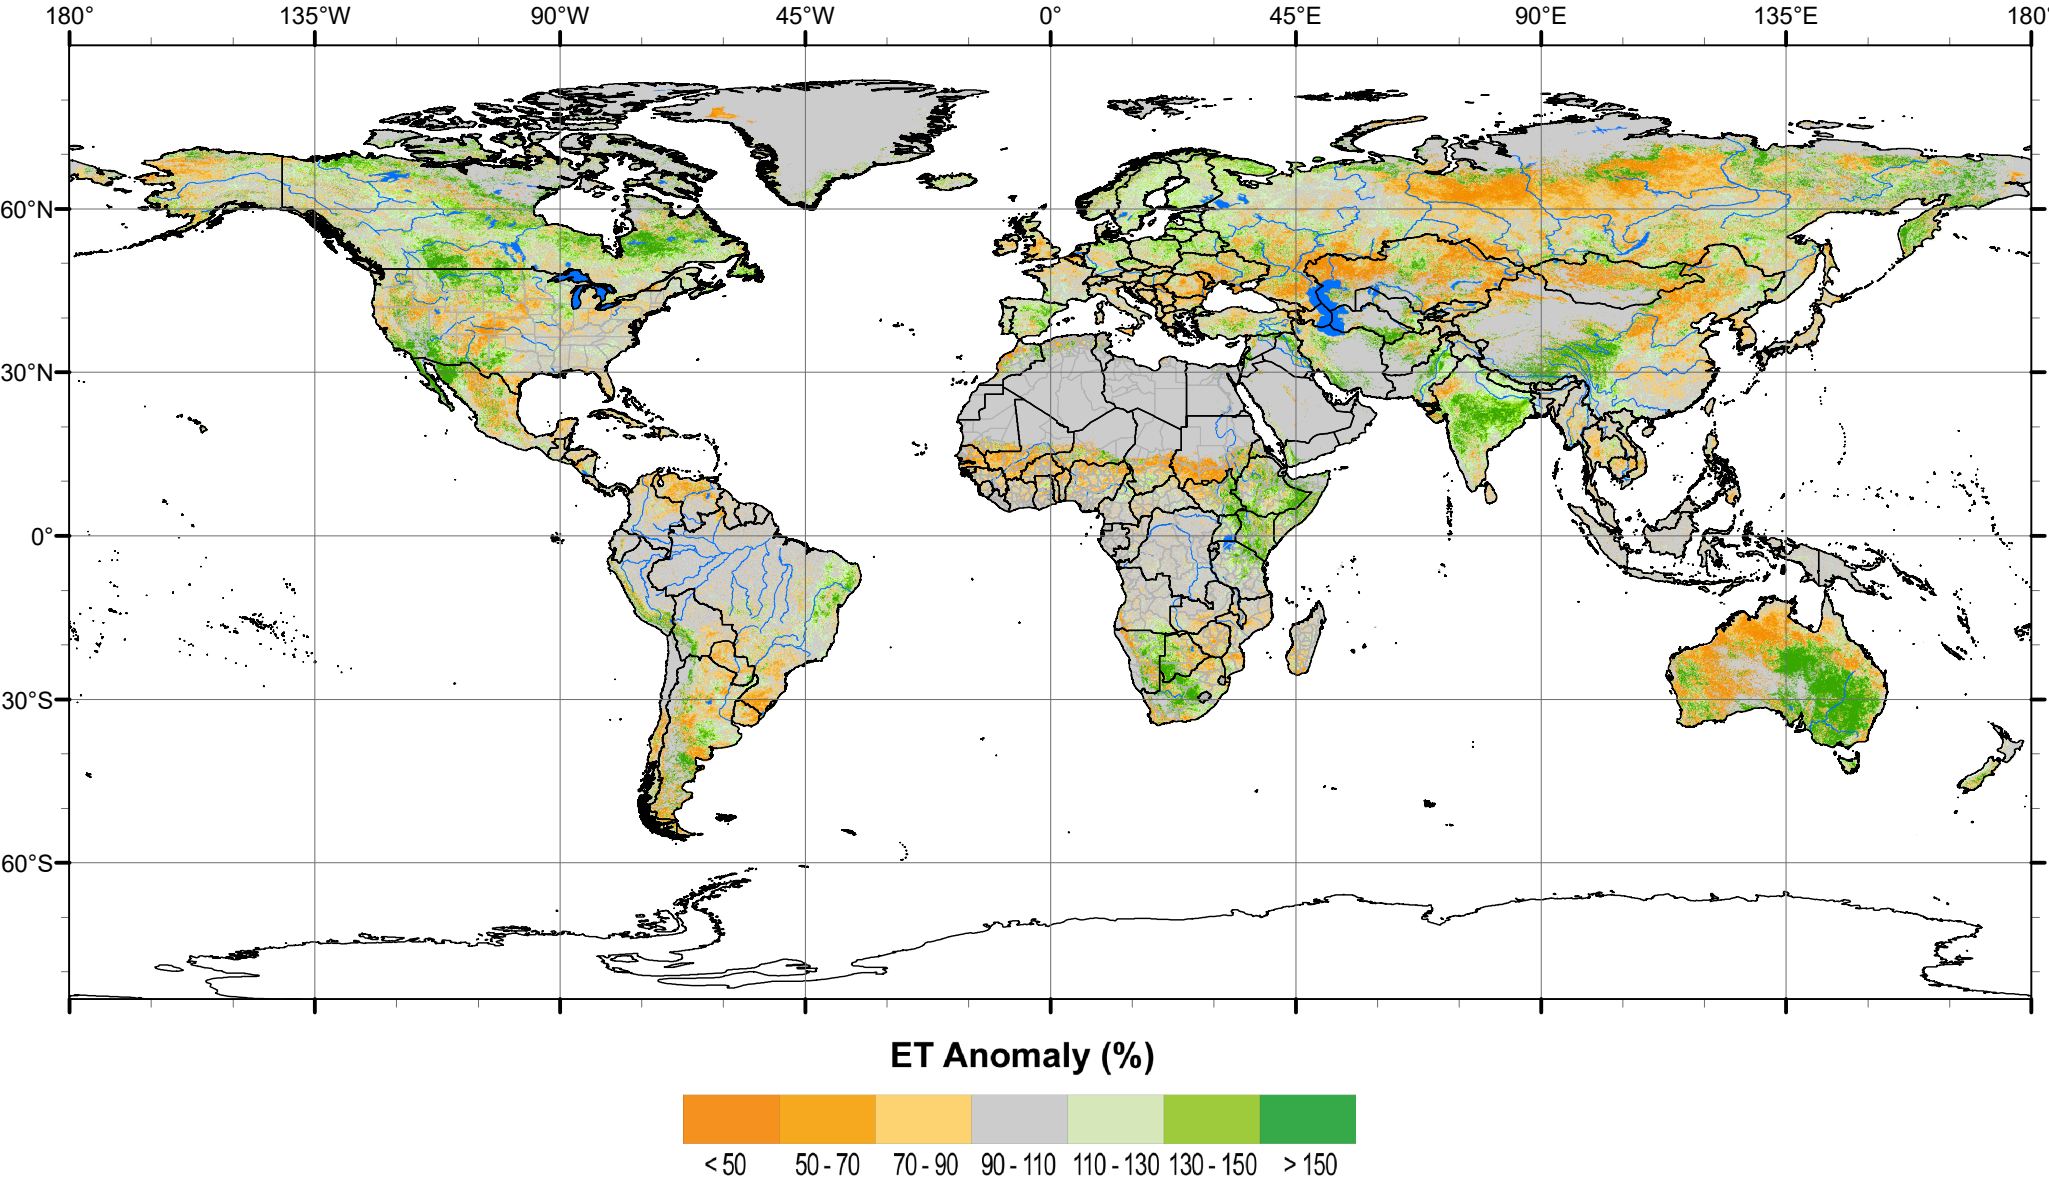 180° 135°W 90°W 45°W 0° 45°E 90°E 135°E 180°
60°N
30°N
0°
30°S
60°S
ET Anomaly (%)
< 50 50 - 70 70 - 90 90 - 110 110 - 130 130 - 150 > 150